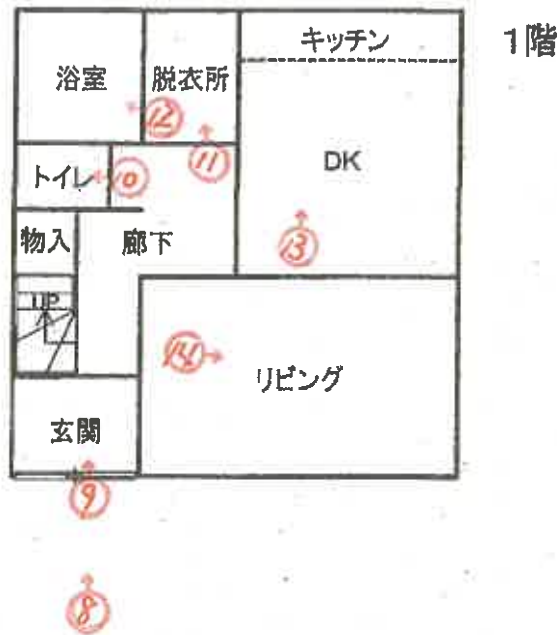 キッチン
1階
浴室
脱衣所
⑫
⑪
DK
トイレ
⑩
物入
廊下
⑬
UP
⑭
リビング
玄関
⑨
⑧